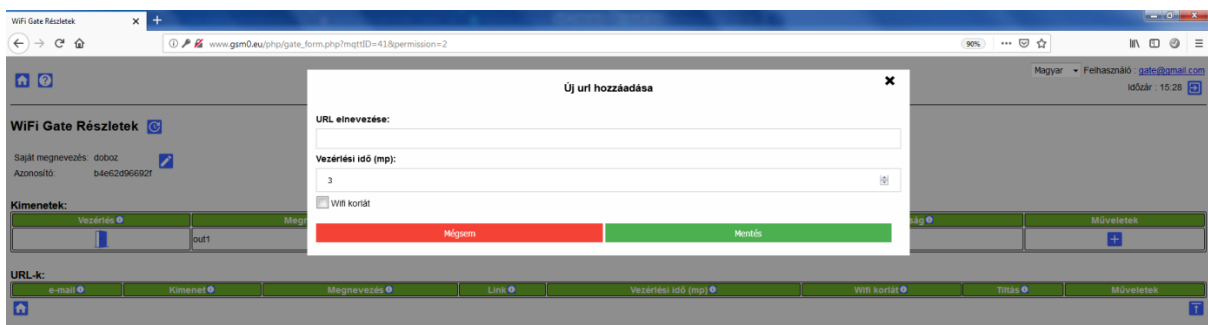 WiFi Gate Részletek
www.gsm0.eu/php/gate_form.php?mqttID=41&permission=2
90%
Magyar Felhasználó : gate@gmail.com
Időzár : 15:28
Új url hozzáadása
WiFi Gate Részletek
URL elnevezése:
Saját megnevezés: doboz
Azonosító: b4e62d96692f
Vezérlési idő (mp):
3
Wifi korlát
Kimenetek:
Vezérlés Megn ság Műveletek
out1
Mégsem Mentés
URL-k:
e-mail Kimenet Megnevezés Link Vezérlési idő (mp) Wifi korlát Tiltás Műveletek